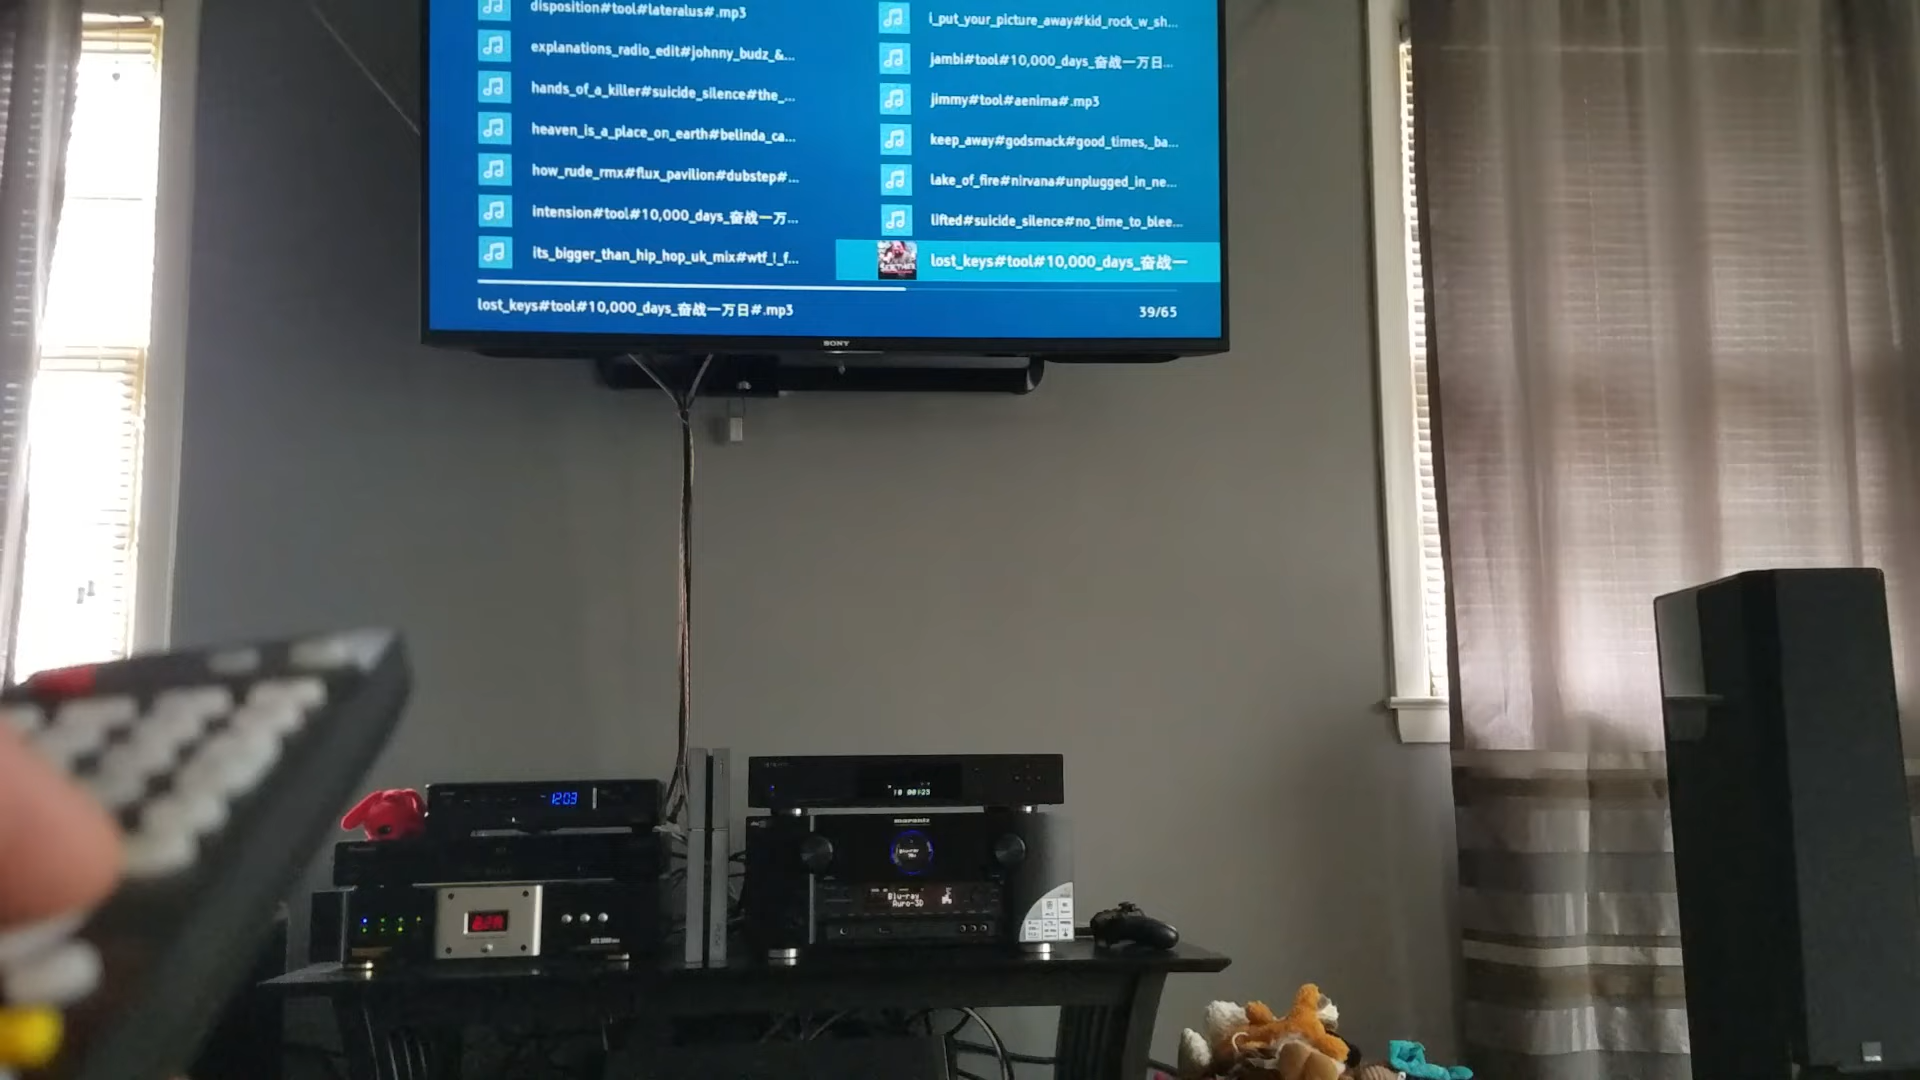 disposition#tool#lateralus#.mp3
explanations_radio_edit#johnny_budz_&...
hands_of_a_killer#suicide_silence#the_...
heaven_is_a_place_on_earth#belinda_ca...
how_rude_rmx#flux_pavilion#dubstep#...
intension#tool#10,000_days_奋战一万...
its_bigger_than_hip_hop_uk_mix#wtf_!_f...
i_put_your_picture_away#kid_rock_w_sh...
jambi#tool#10,000_days_奋战一万日...
jimmy#tool#aenima#.mp3
keep_away#godsmack#good_times,_ba...
lake_of_fire#nirvana#unplugged_in_ne...
lifted#suicide_silence#no_time_to_blee...
lost_keys#tool#10,000_days_奋战一
lost_keys#tool#10,000_days_奋战一万日#.mp3
39/65
SONY
1203
marantz
Blu-ray
Auro-3D